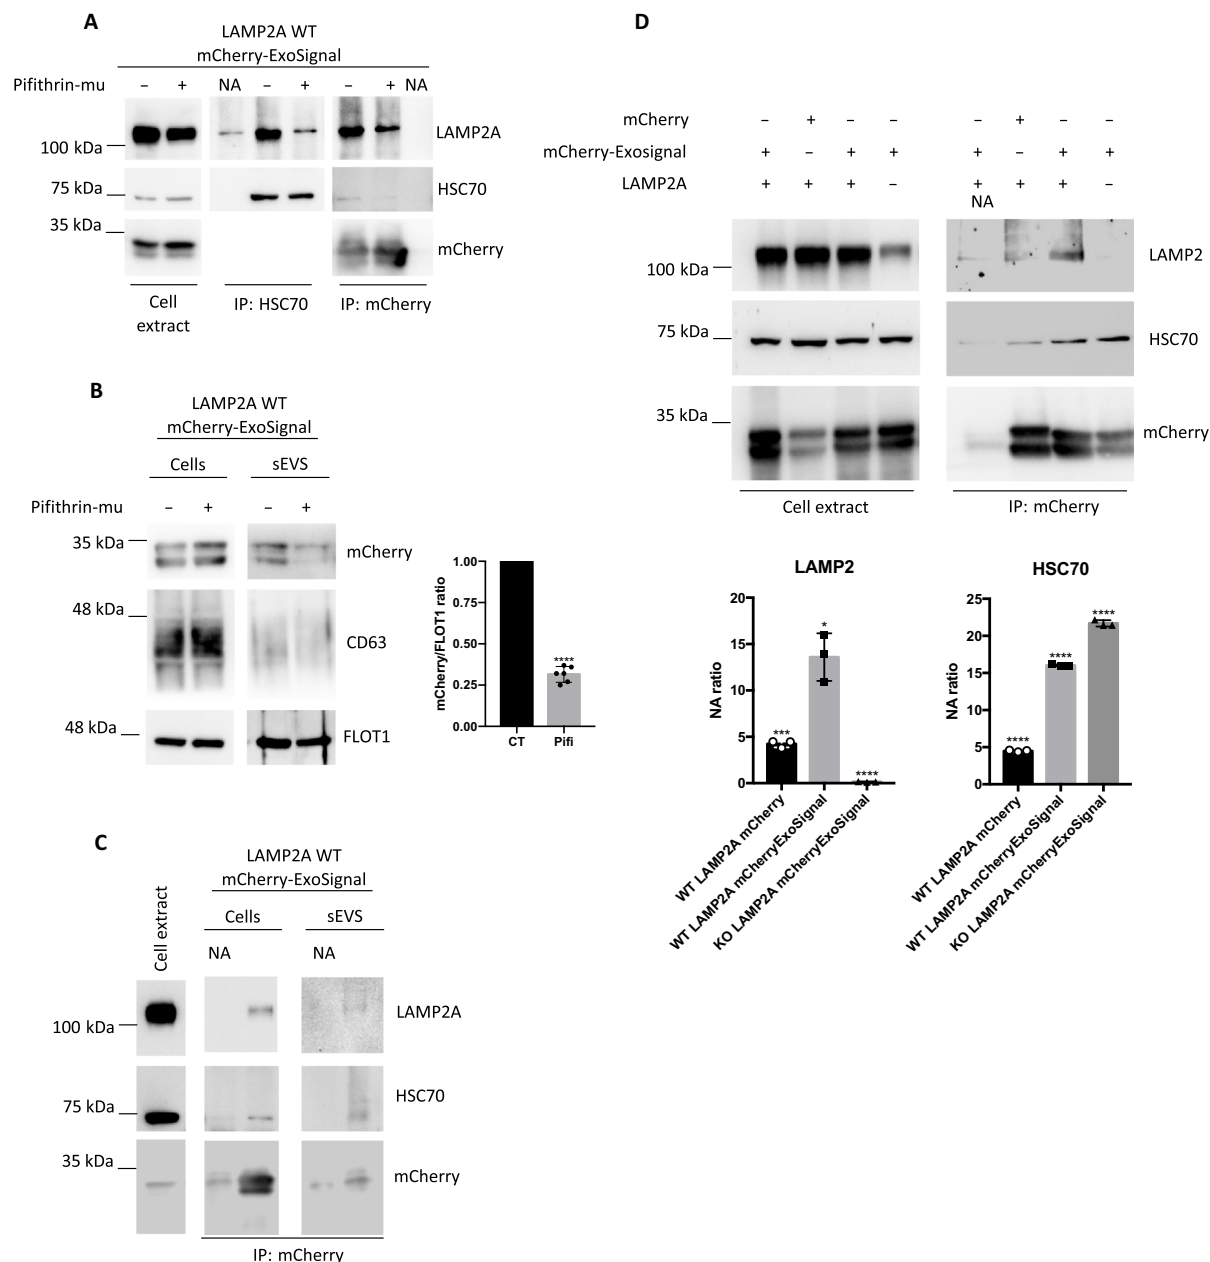 A
LAMP2A WT
mCherry-ExoSignal
Pifithrin-mu – + NA – + – + NA
100 kDa LAMP2A
75 kDa HSC70
35 kDa mCherry
Cell
extract
IP: HSC70 IP: mCherry
B
LAMP2A WT
mCherry-ExoSignal
Cells sEVS
Pifithrin-mu – + – +
35 kDa mCherry
48 kDa CD63
48 kDa FLOT1
mCherry/FLOT1 ratio
1.00
0.75
0.50
0.25
0.00
****
CT Pifi
C
LAMP2A WT
mCherry-ExoSignal
Cell extract
Cells sEVS
NA NA
100 kDa LAMP2A
75 kDa HSC70
35 kDa mCherry
IP: mCherry
D
mCherry – + – – – + – –
mCherry-Exosignal + – + + + – + +
LAMP2A + + + – + + + –
NA
100 kDa LAMP2
75 kDa HSC70
35 kDa mCherry
Cell extract IP: mCherry
LAMP2
NA ratio
20
15
10
5
0
***
*
****
WT LAMP2A mCherry
WT LAMP2A mCherryExoSignal
KO LAMP2A mCherryExoSignal
HSC70
NA ratio
25
20
15
10
5
0
****
****
****
WT LAMP2A mCherry
WT LAMP2A mCherryExoSignal
KO LAMP2A mCherryExoSignal